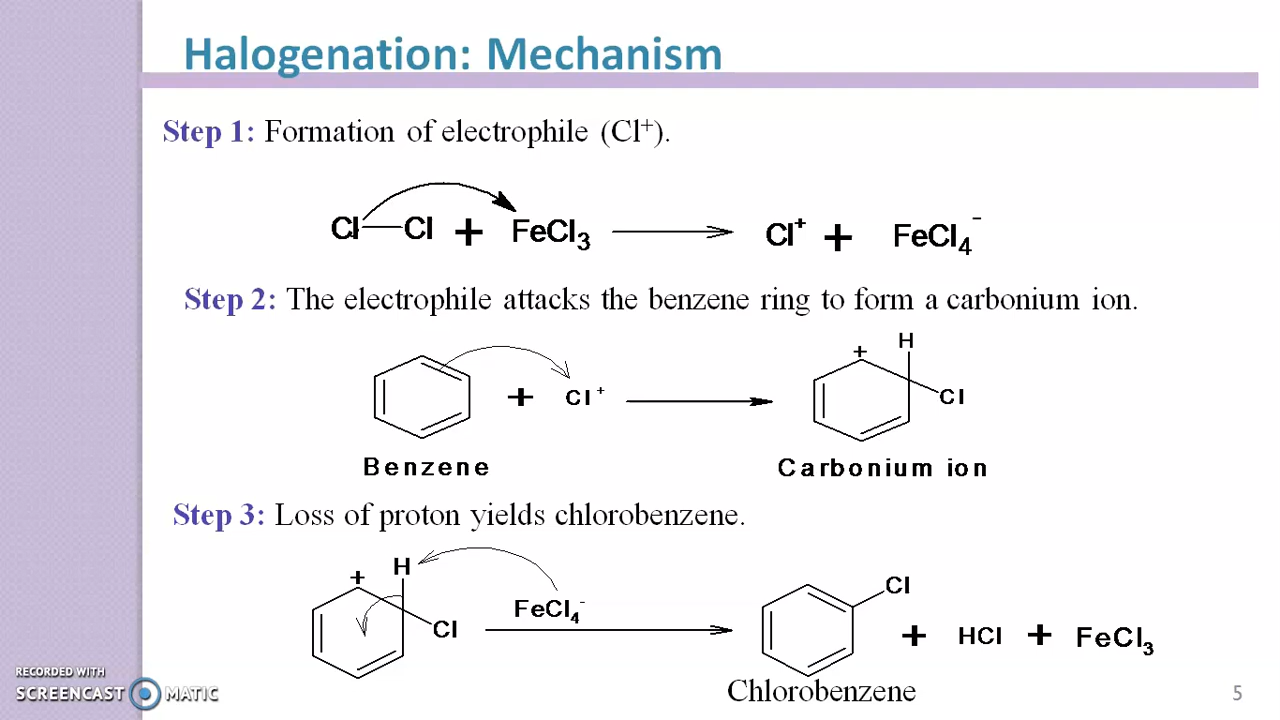 Halogenation: Mechanism
Step 1: Formation of electrophile (Cl⁺).
Cl Cl + FeCl₃ Cl⁺ + FeCl₄⁻
Step 2: The electrophile attacks the benzene ring to form a carbonium ion.
+ H
+ Cl⁺ Cl
Benzene Carbonium ion
Step 3: Loss of proton yields chlorobenzene.
+ H Cl
Cl FeCl₄⁻ + HCl + FeCl₃
Chlorobenzene
RECORDED WITH
SCREENCAST MATIC
5